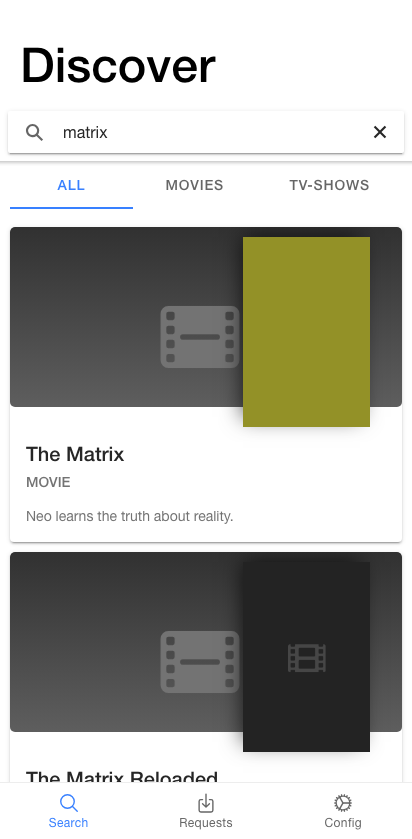 Discover
matrix
ALL MOVIES TV-SHOWS
The Matrix
MOVIE
Neo learns the truth about reality.
The Matrix Reloaded
Search Requests Config